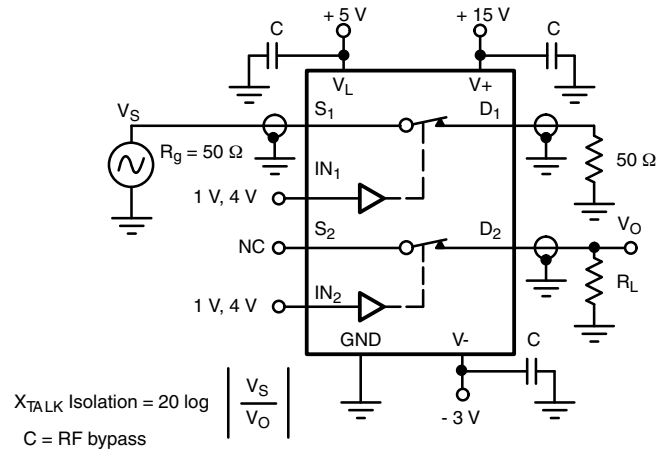 + 5 V
+ 15 V
C
C
V_L
V+
V_S
S_1
D_1
R_g = 50 Ω
50 Ω
IN_1
1 V, 4 V
S_2
D_2
V_O
NC
R_L
IN_2
1 V, 4 V
GND
V-
C
- 3 V
X_TALK Isolation = 20 log | V_S / V_O |
C = RF bypass